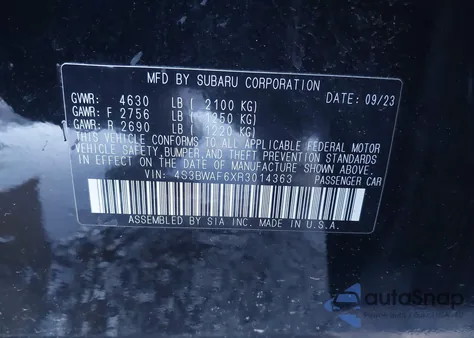 MFD BY SUBARU CORPORATION
GVWR: 4630 LB ( 2100 KG) DATE: 09/23
GAWR: F 2756 LB ( 1250 KG)
GAWR: R 2690 LB ( 1220 KG)
THIS VEHICLE CONFORMS TO ALL APPLICABLE FEDERAL MOTOR
VEHICLE SAFETY, BUMPER, AND THEFT PREVENTION STANDARDS
IN EFFECT ON THE DATE OF MANUFACTURE SHOWN ABOVE.
VIN: 4S3BWAF6XR3014363 PASSENGER CAR
ASSEMBLED BY SIA INC. MADE IN U.S.A.
autoSnap